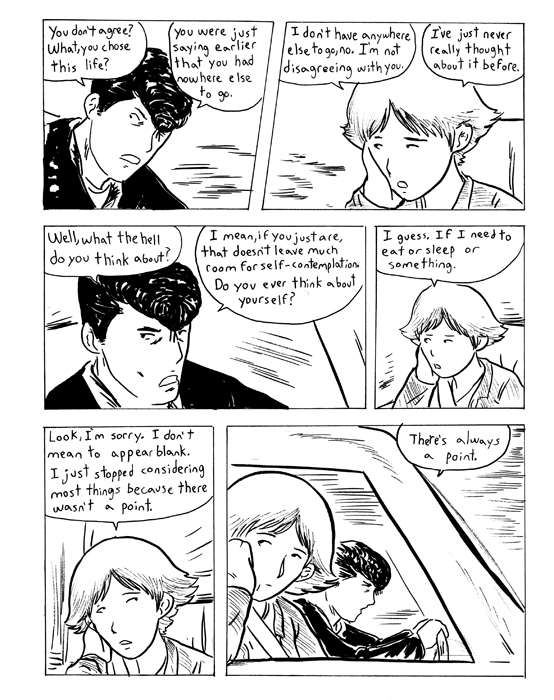 You don't agree?
What, you chose
this life?
you were just
saying earlier
that you had
nowhere else
to go.
I don't have anywhere
else to go, no. I'm not
disagreeing with you.
I've just never
really thought
about it before.
Well, what the hell
do you think about?
I mean, if you just are,
that doesn't leave much
room for self-contemplation.
Do you ever think about
yourself?
I guess. If I need to
eat or sleep or
something.
Look, I'm sorry. I don't
mean to appear blank.
I just stopped considering
most things because there
wasn't a point.
There's always
a point.